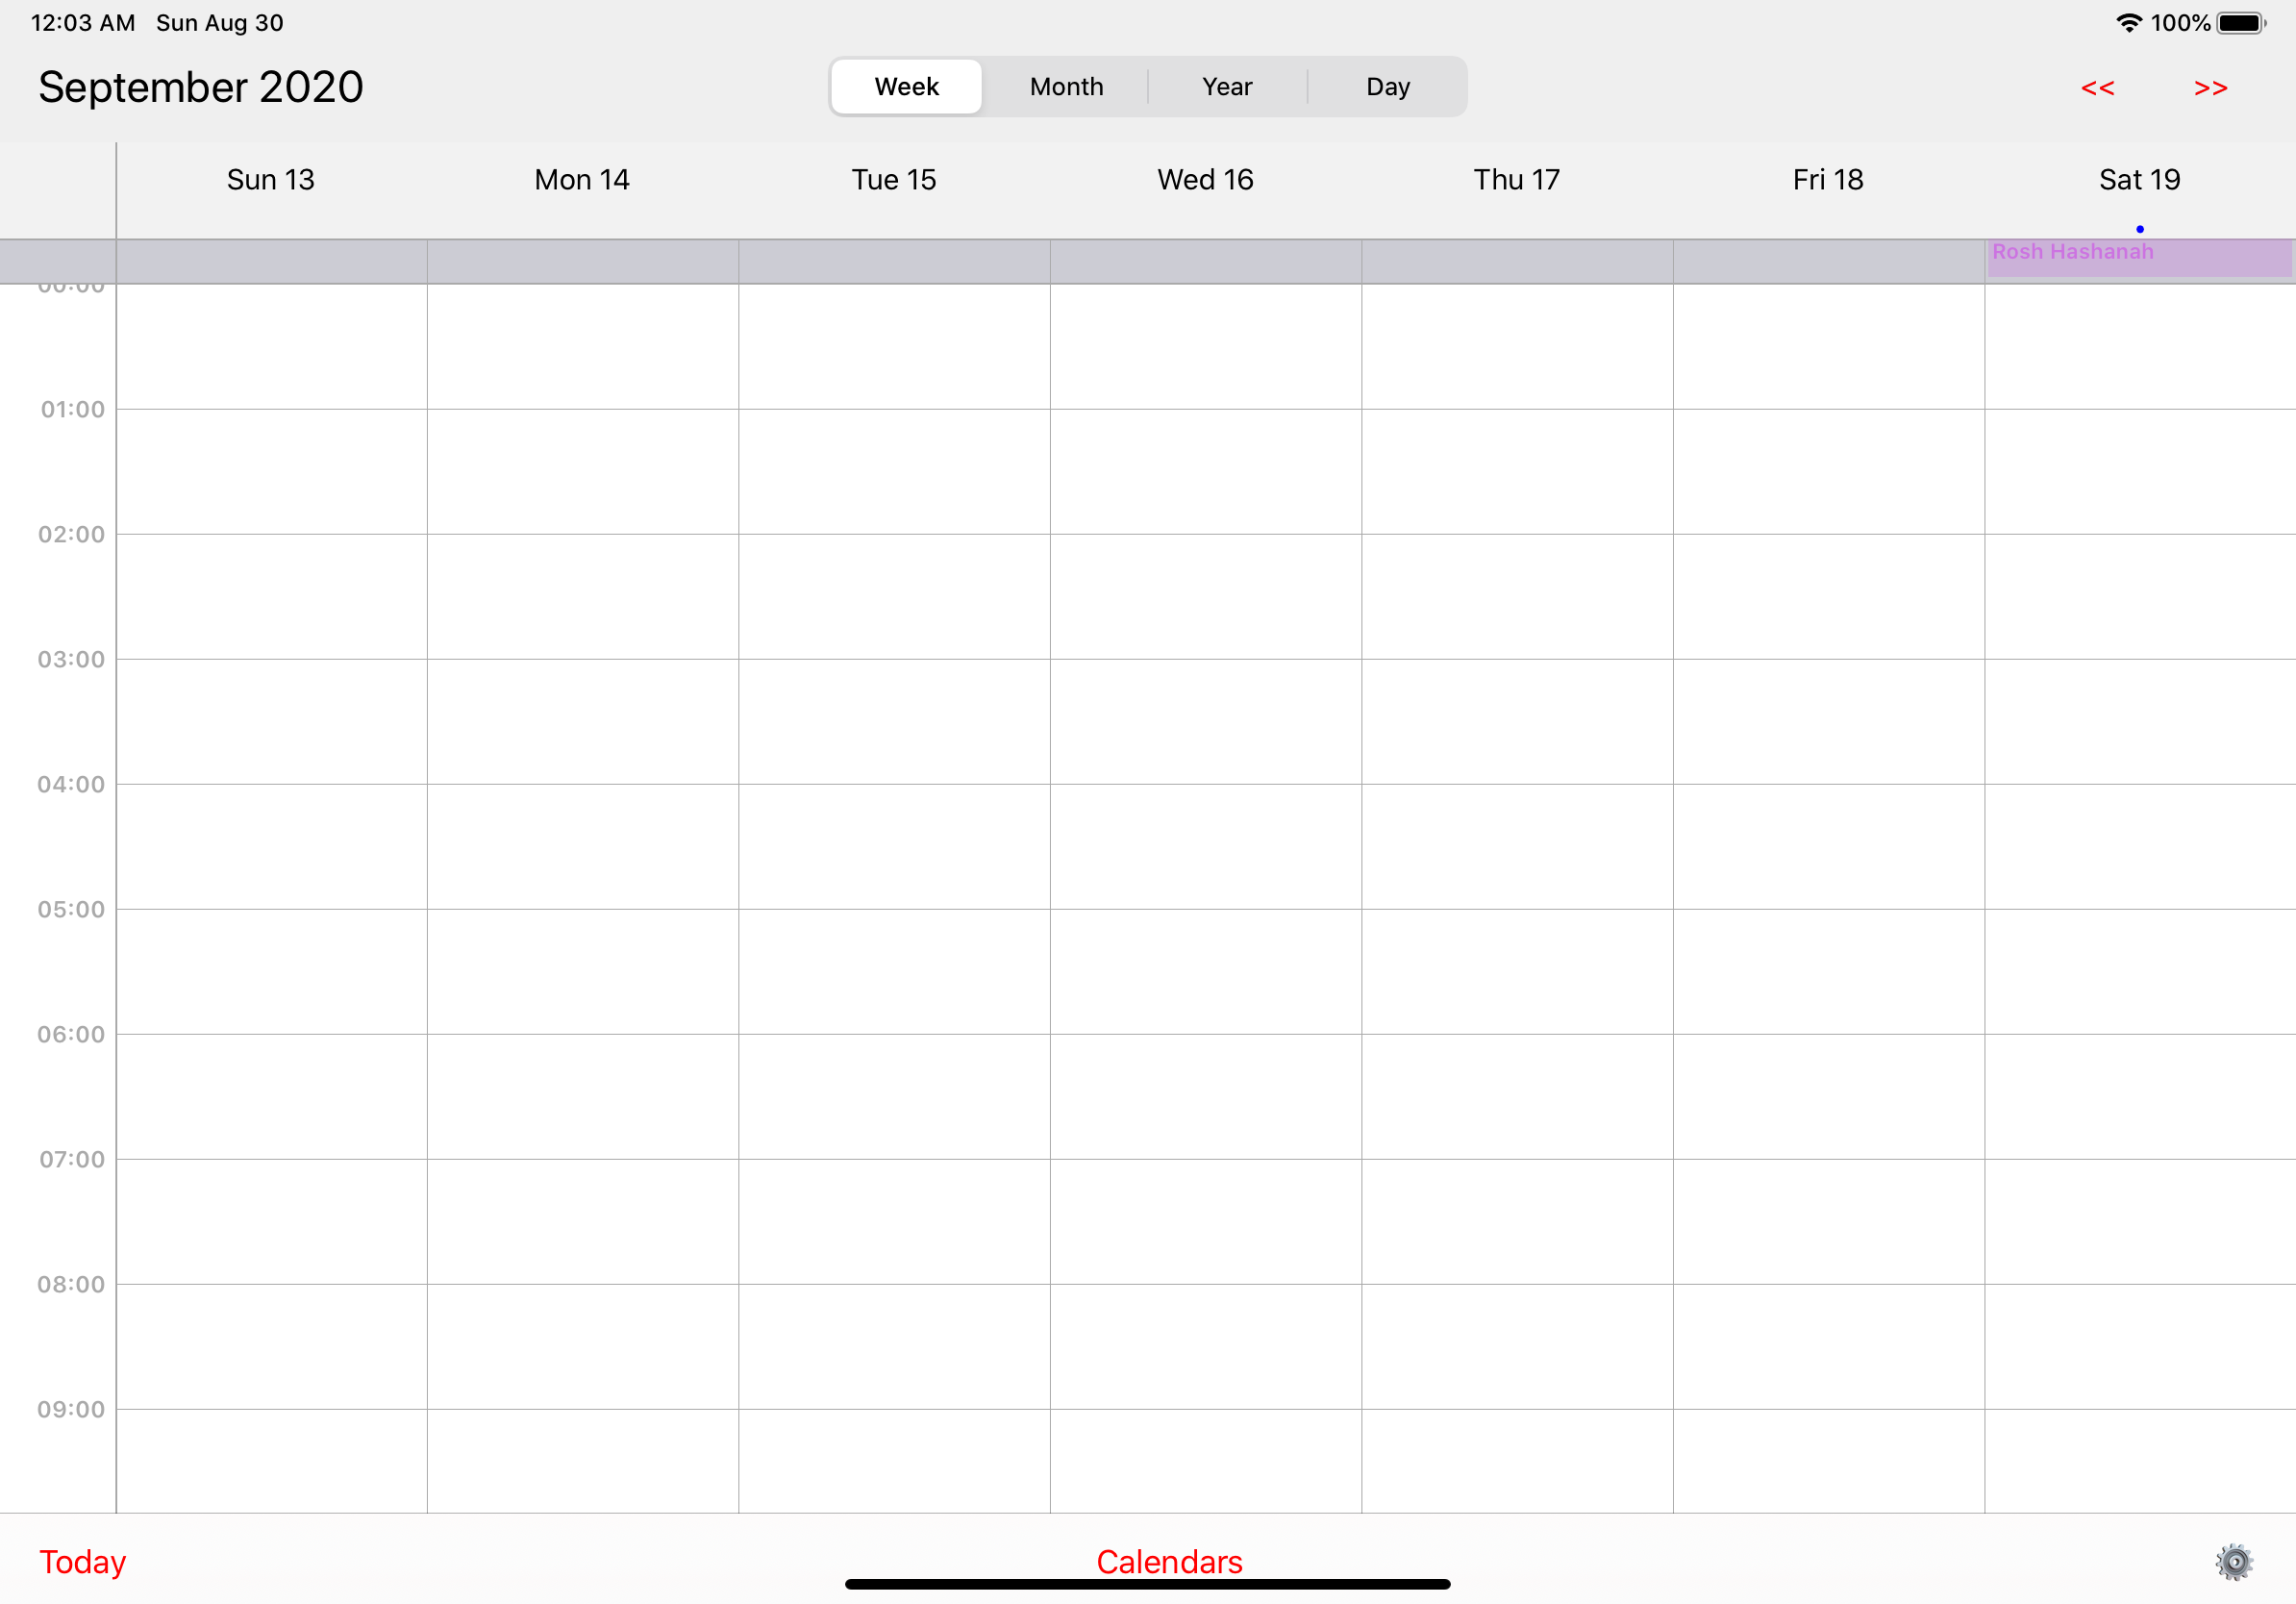 12:03 AM Sun Aug 30 100%
September 2020 Week Month Year Day << >>
Sun 13 Mon 14 Tue 15 Wed 16 Thu 17 Fri 18 Sat 19
Rosh Hashanah
00:00
01:00
02:00
03:00
04:00
05:00
06:00
07:00
08:00
09:00
Today Calendars